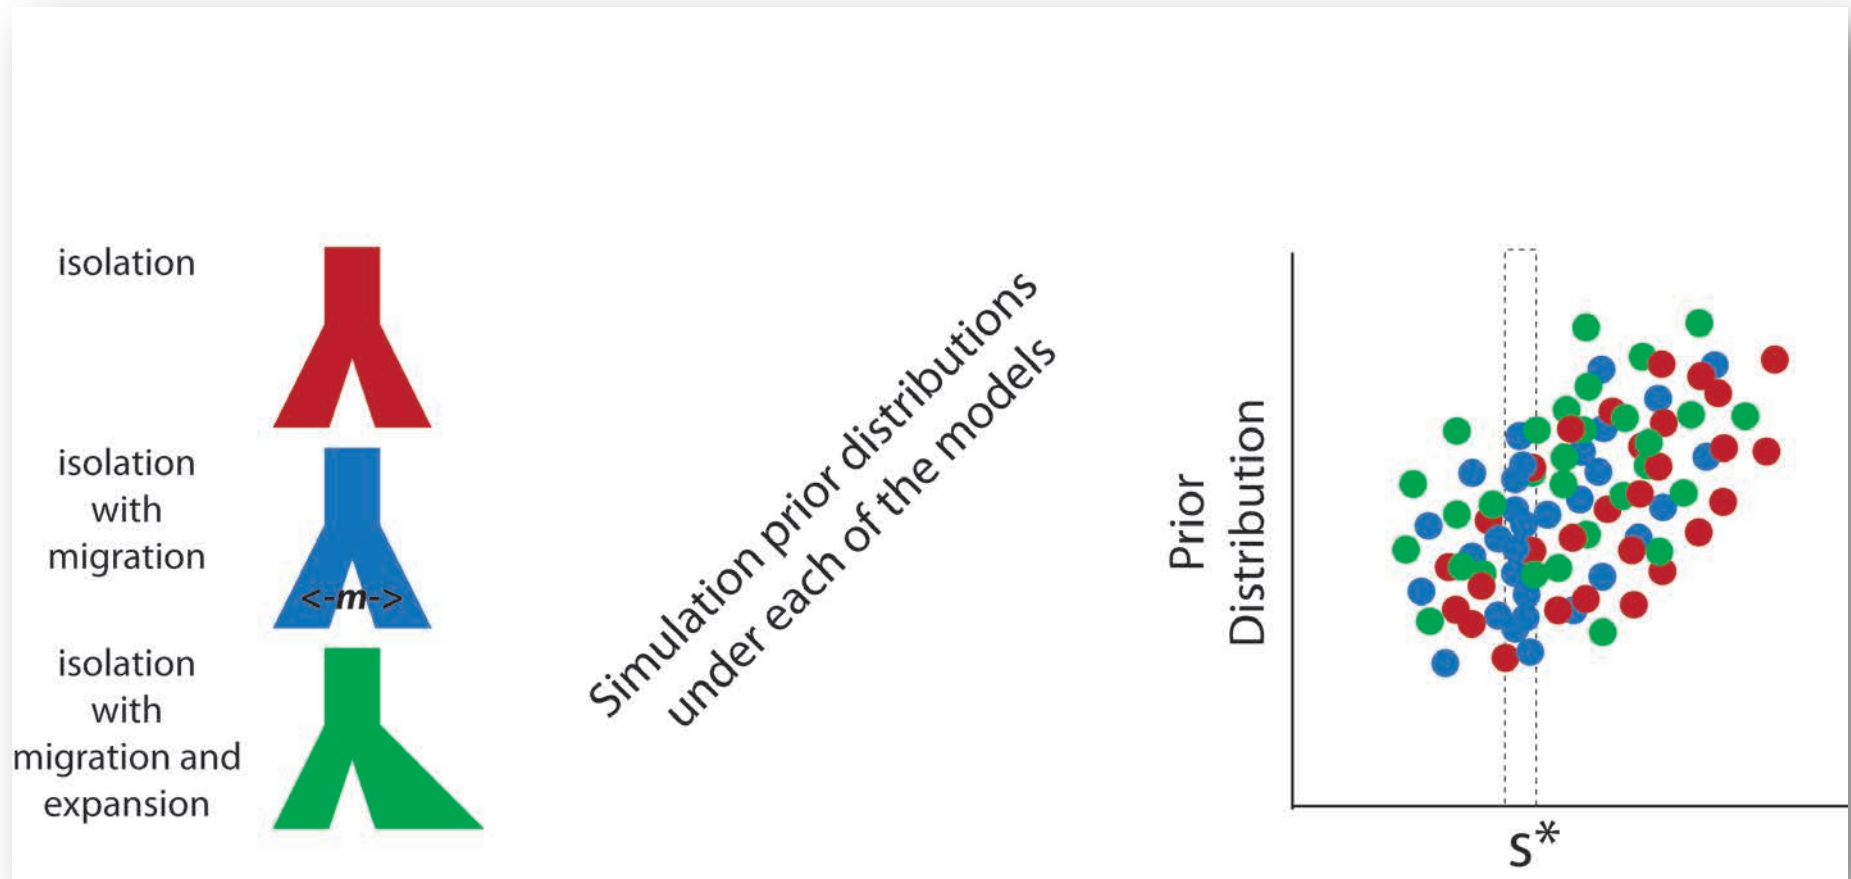 isolation
isolation
with
migration
<-m->
isolation
with
migration and
expansion
Simulation prior distributions
under each of the models
Prior
Distribution
S*